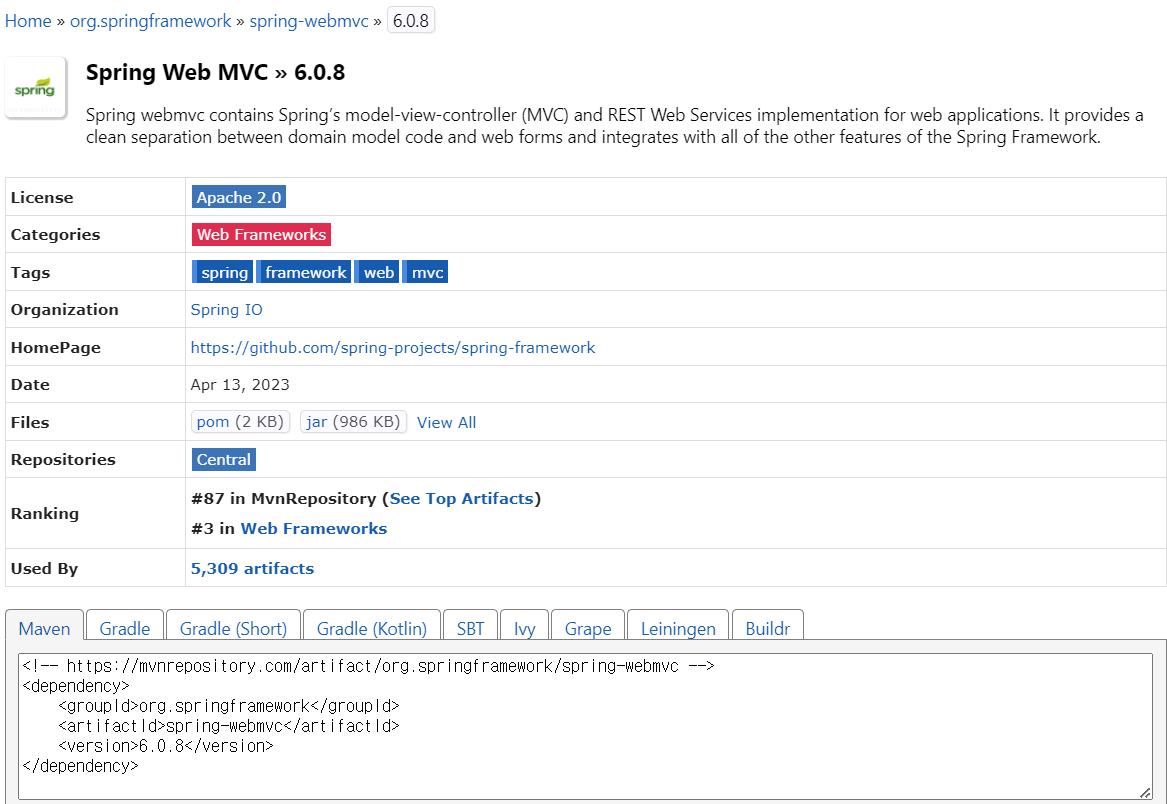 Home » org.springframework » spring-webmvc » 6.0.8
spring
Spring Web MVC » 6.0.8
Spring webmvc contains Spring's model-view-controller (MVC) and REST Web Services implementation for web applications. It provides a
clean separation between domain model code and web forms and integrates with all of the other features of the Spring Framework.
License Apache 2.0
Categories Web Frameworks
Tags spring framework web mvc
Organization Spring IO
HomePage https://github.com/spring-projects/spring-framework
Date Apr 13, 2023
Files pom (2 KB) jar (986 KB) View All
Repositories Central
Ranking #87 in MvnRepository (See Top Artifacts)
#3 in Web Frameworks
Used By 5,309 artifacts
Maven Gradle Gradle (Short) Gradle (Kotlin) SBT Ivy Grape Leiningen Buildr
<!-- https://mvnrepository.com/artifact/org.springframework/spring-webmvc -->
<dependency>
    <groupId>org.springframework</groupId>
    <artifactId>spring-webmvc</artifactId>
    <version>6.0.8</version>
</dependency>